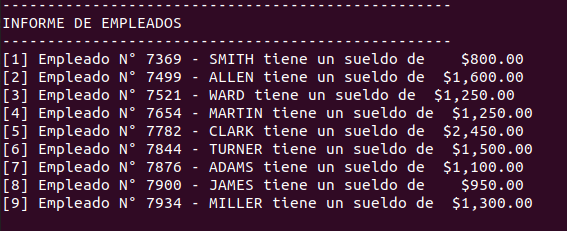 --------------------------------------------------
INFORME DE EMPLEADOS
--------------------------------------------------
[1] Empleado N° 7369 - SMITH tiene un sueldo de    $800.00
[2] Empleado N° 7499 - ALLEN tiene un sueldo de  $1,600.00
[3] Empleado N° 7521 - WARD tiene un sueldo de  $1,250.00
[4] Empleado N° 7654 - MARTIN tiene un sueldo de  $1,250.00
[5] Empleado N° 7782 - CLARK tiene un sueldo de  $2,450.00
[6] Empleado N° 7844 - TURNER tiene un sueldo de  $1,500.00
[7] Empleado N° 7876 - ADAMS tiene un sueldo de  $1,100.00
[8] Empleado N° 7900 - JAMES tiene un sueldo de    $950.00
[9] Empleado N° 7934 - MILLER tiene un sueldo de  $1,300.00